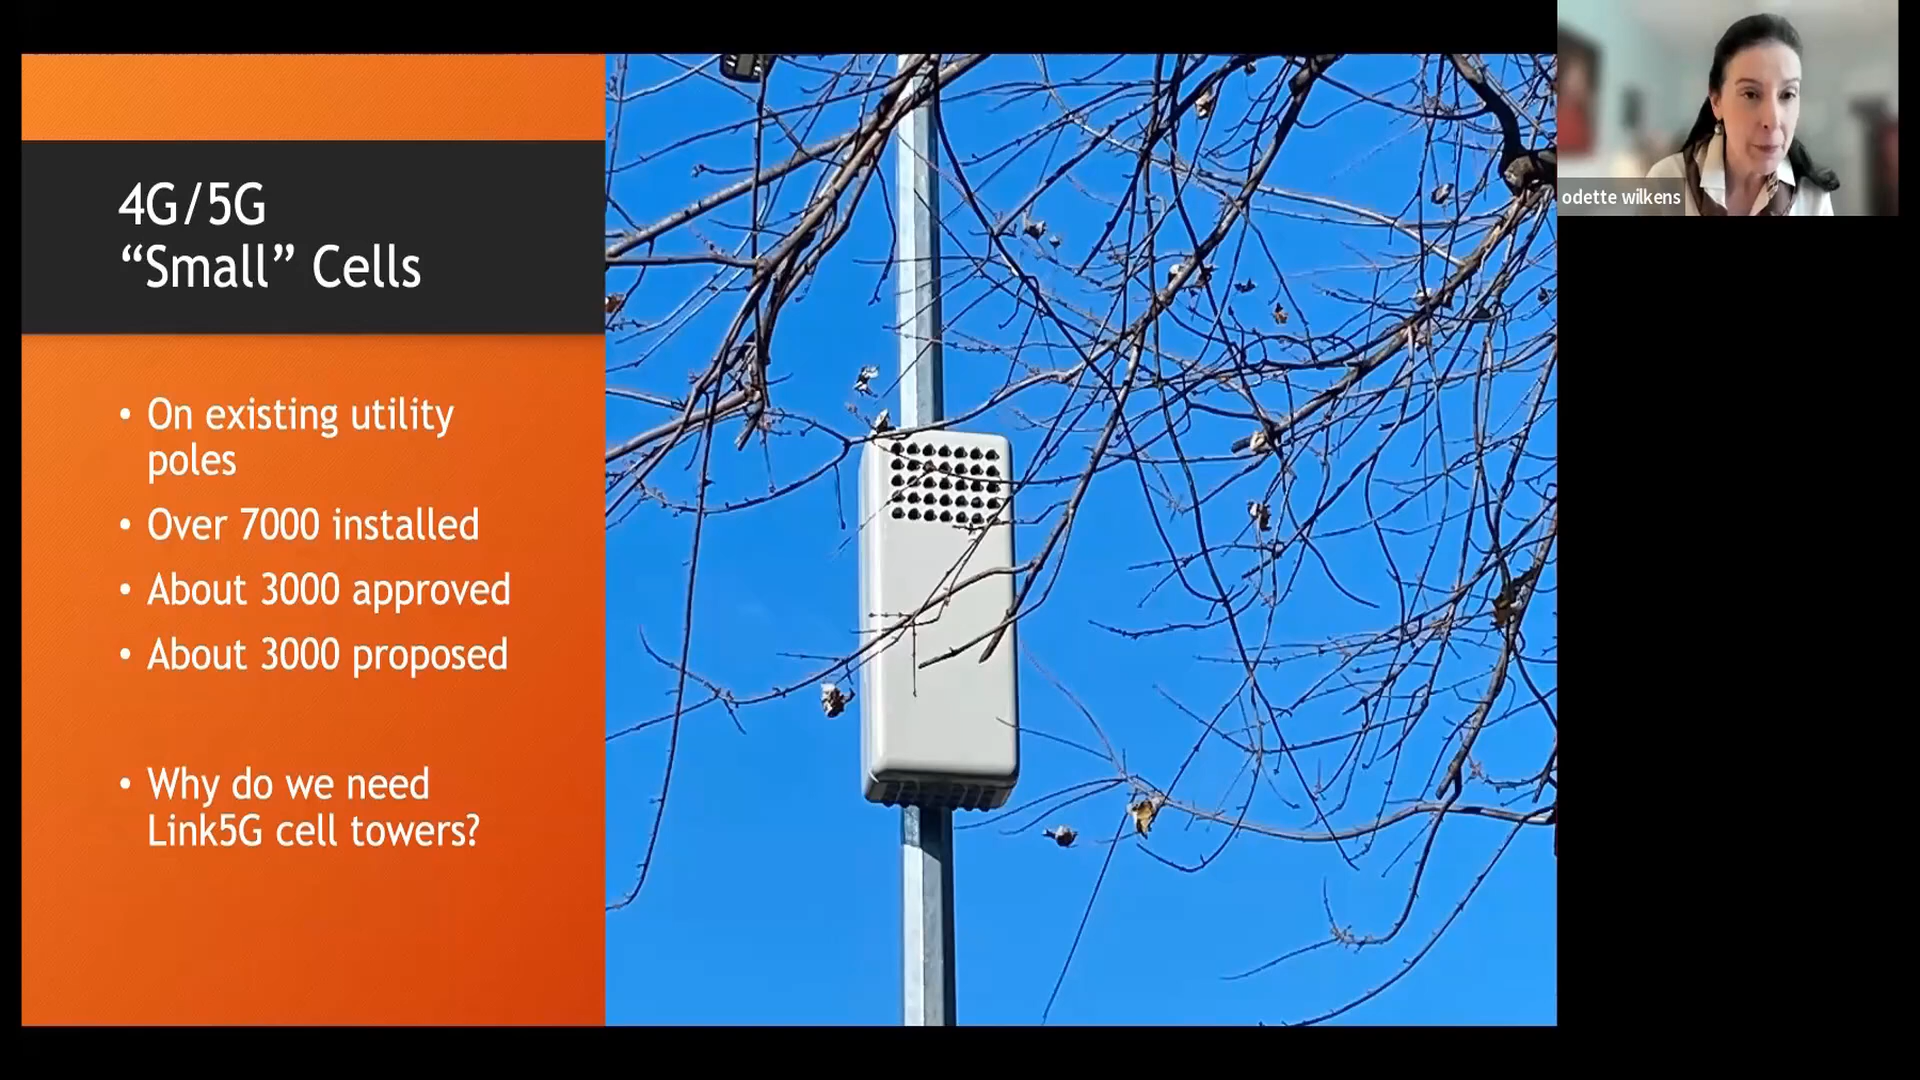 4G/5G
“Small” Cells
• On existing utility
poles
• Over 7000 installed
• About 3000 approved
• About 3000 proposed
• Why do we need
Link5G cell towers?
odette wilkens